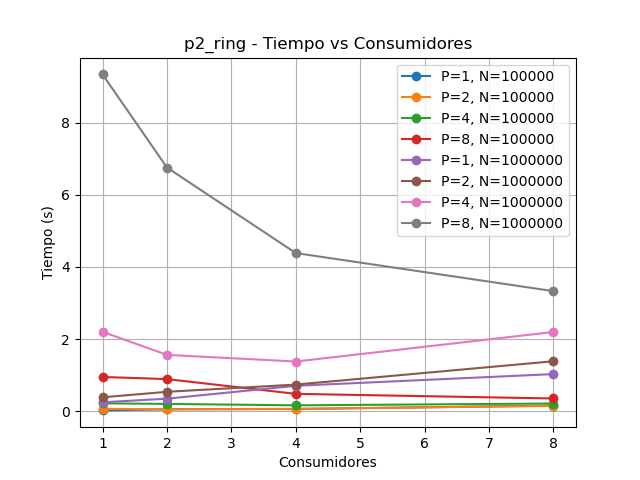 p2_ring - Tiempo vs Consumidores
P=1, N=100000
P=2, N=100000
P=4, N=100000
P=8, N=100000
P=1, N=1000000
P=2, N=1000000
P=4, N=1000000
P=8, N=1000000
Tiempo (s)
8
6
4
2
0
1 2 3 4 5 6 7 8
Consumidores